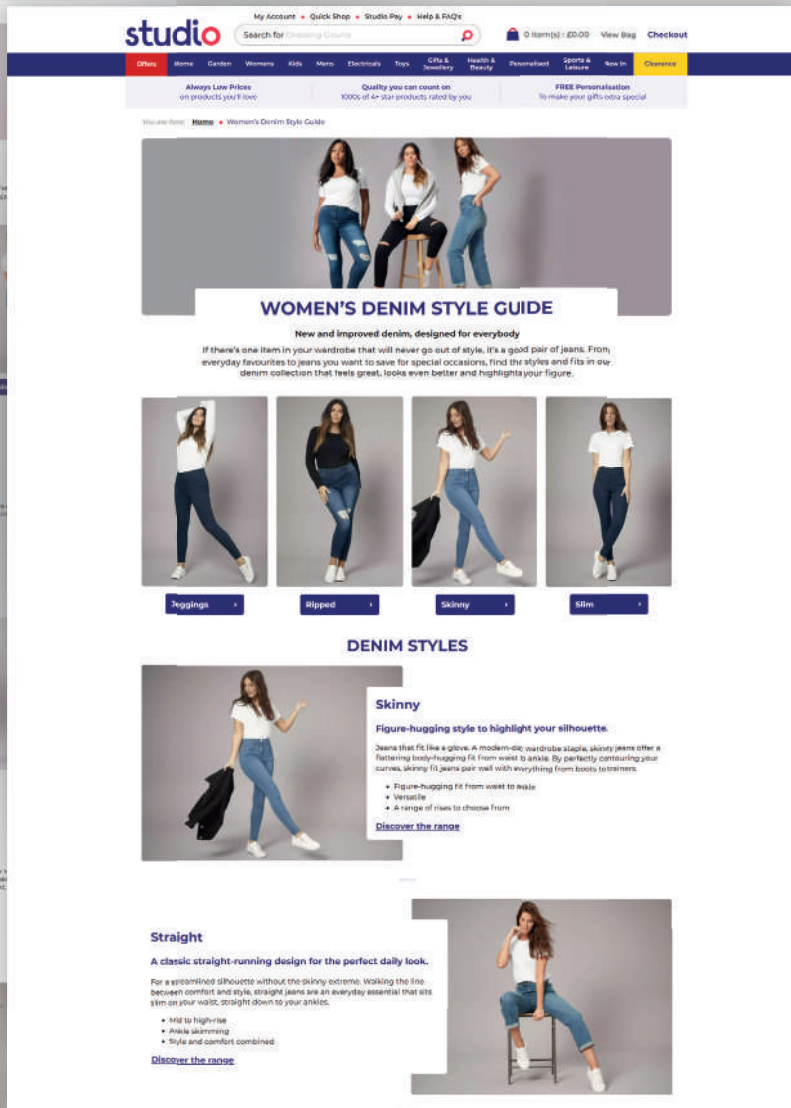 My Account • Quick Shop • Studio Pay • Help & FAQ's
studio
Search for Dressing Gowns
0 item(s) : £0.00 View Bag Checkout
Offers Home Garden Womens Kids Mens Electricals Toys Gifts & Jewellery Health & Beauty Personalised Sports & Leisure New In Clearance
Always Low Prices
on products you'll love
Quality you can count on
1000s of 4+ star products rated by you
FREE Personalisation
To make your gifts extra special
You are here: Home • Women's Denim Style Guide
WOMEN'S DENIM STYLE GUIDE
New and improved denim, designed for everybody
If there's one item in your wardrobe that will never go out of style, it's a good pair of jeans. From
everyday favourites to jeans you want to save for special occasions, find the styles and fits in our
denim collection that feels great, looks even better and highlights your figure.
Jeggings ›
Ripped ›
Skinny ›
Slim ›
DENIM STYLES
Skinny
Figure-hugging style to highlight your silhouette.
Jeans that fit like a glove. A modern-day wardrobe staple, skinny jeans offer a
flattering body-hugging fit from waist to ankle. By perfectly contouring your
curves, skinny fit jeans pair well with everything from boots to trainers.
• Figure-hugging fit from waist to ankle
• Versatile
• A range of rises to choose from
Discover the range
Straight
A classic straight-running design for the perfect daily look.
For a streamlined silhouette without the skinny extreme. Walking the line
between comfort and style, straight jeans are an everyday essential that sits
slim on your waist, straight down to your ankles.
• Mid to high-rise
• Ankle skimming
• Style and comfort combined
Discover the range